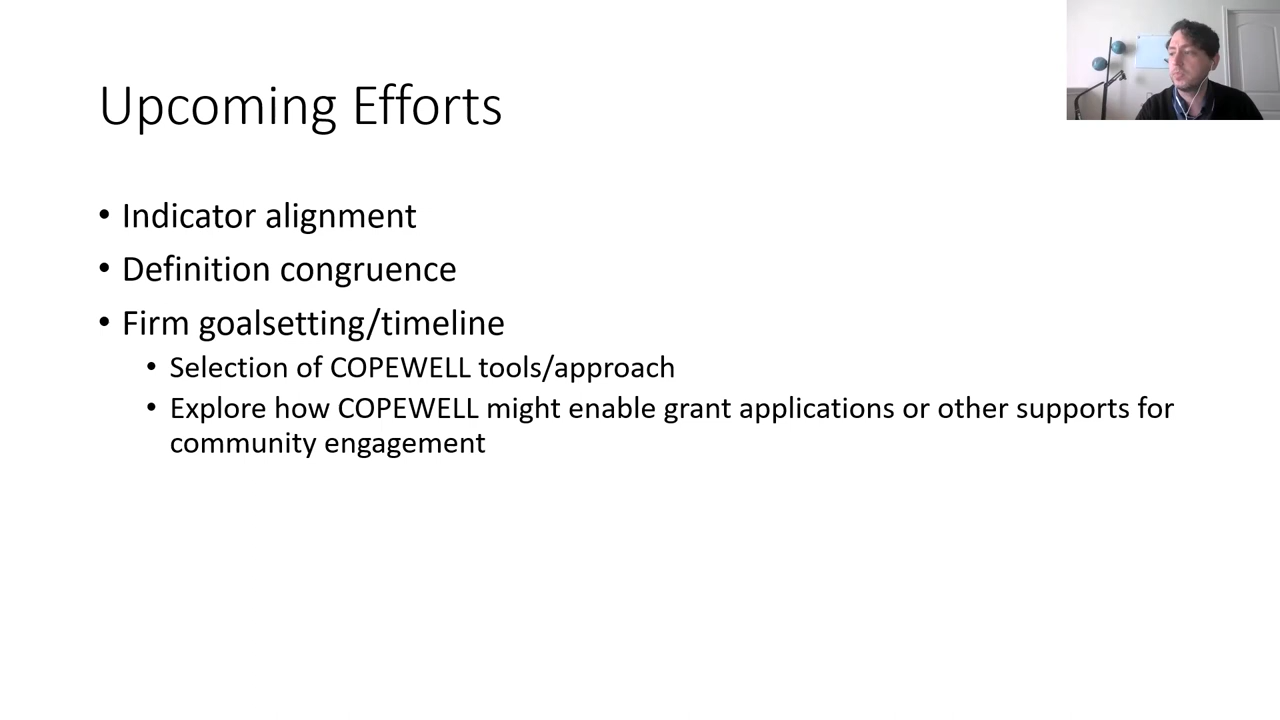 Upcoming Efforts
• Indicator alignment
• Definition congruence
• Firm goalsetting/timeline
• Selection of COPEWELL tools/approach
• Explore how COPEWELL might enable grant applications or other supports for
community engagement